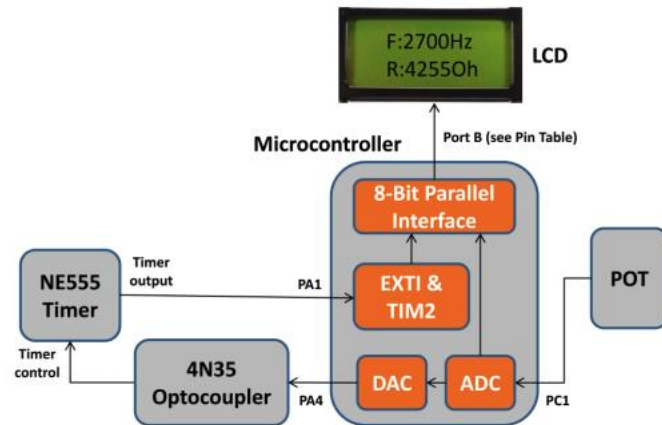 F:2700Hz
R:4255Oh
LCD
Microcontroller
Port B (see Pin Table)
8-Bit Parallel
Interface
NE555
Timer
Timer
output
PA1
EXTI &
TIM2
POT
Timer
control
4N35
Optocoupler
PA4
DAC
ADC
PC1